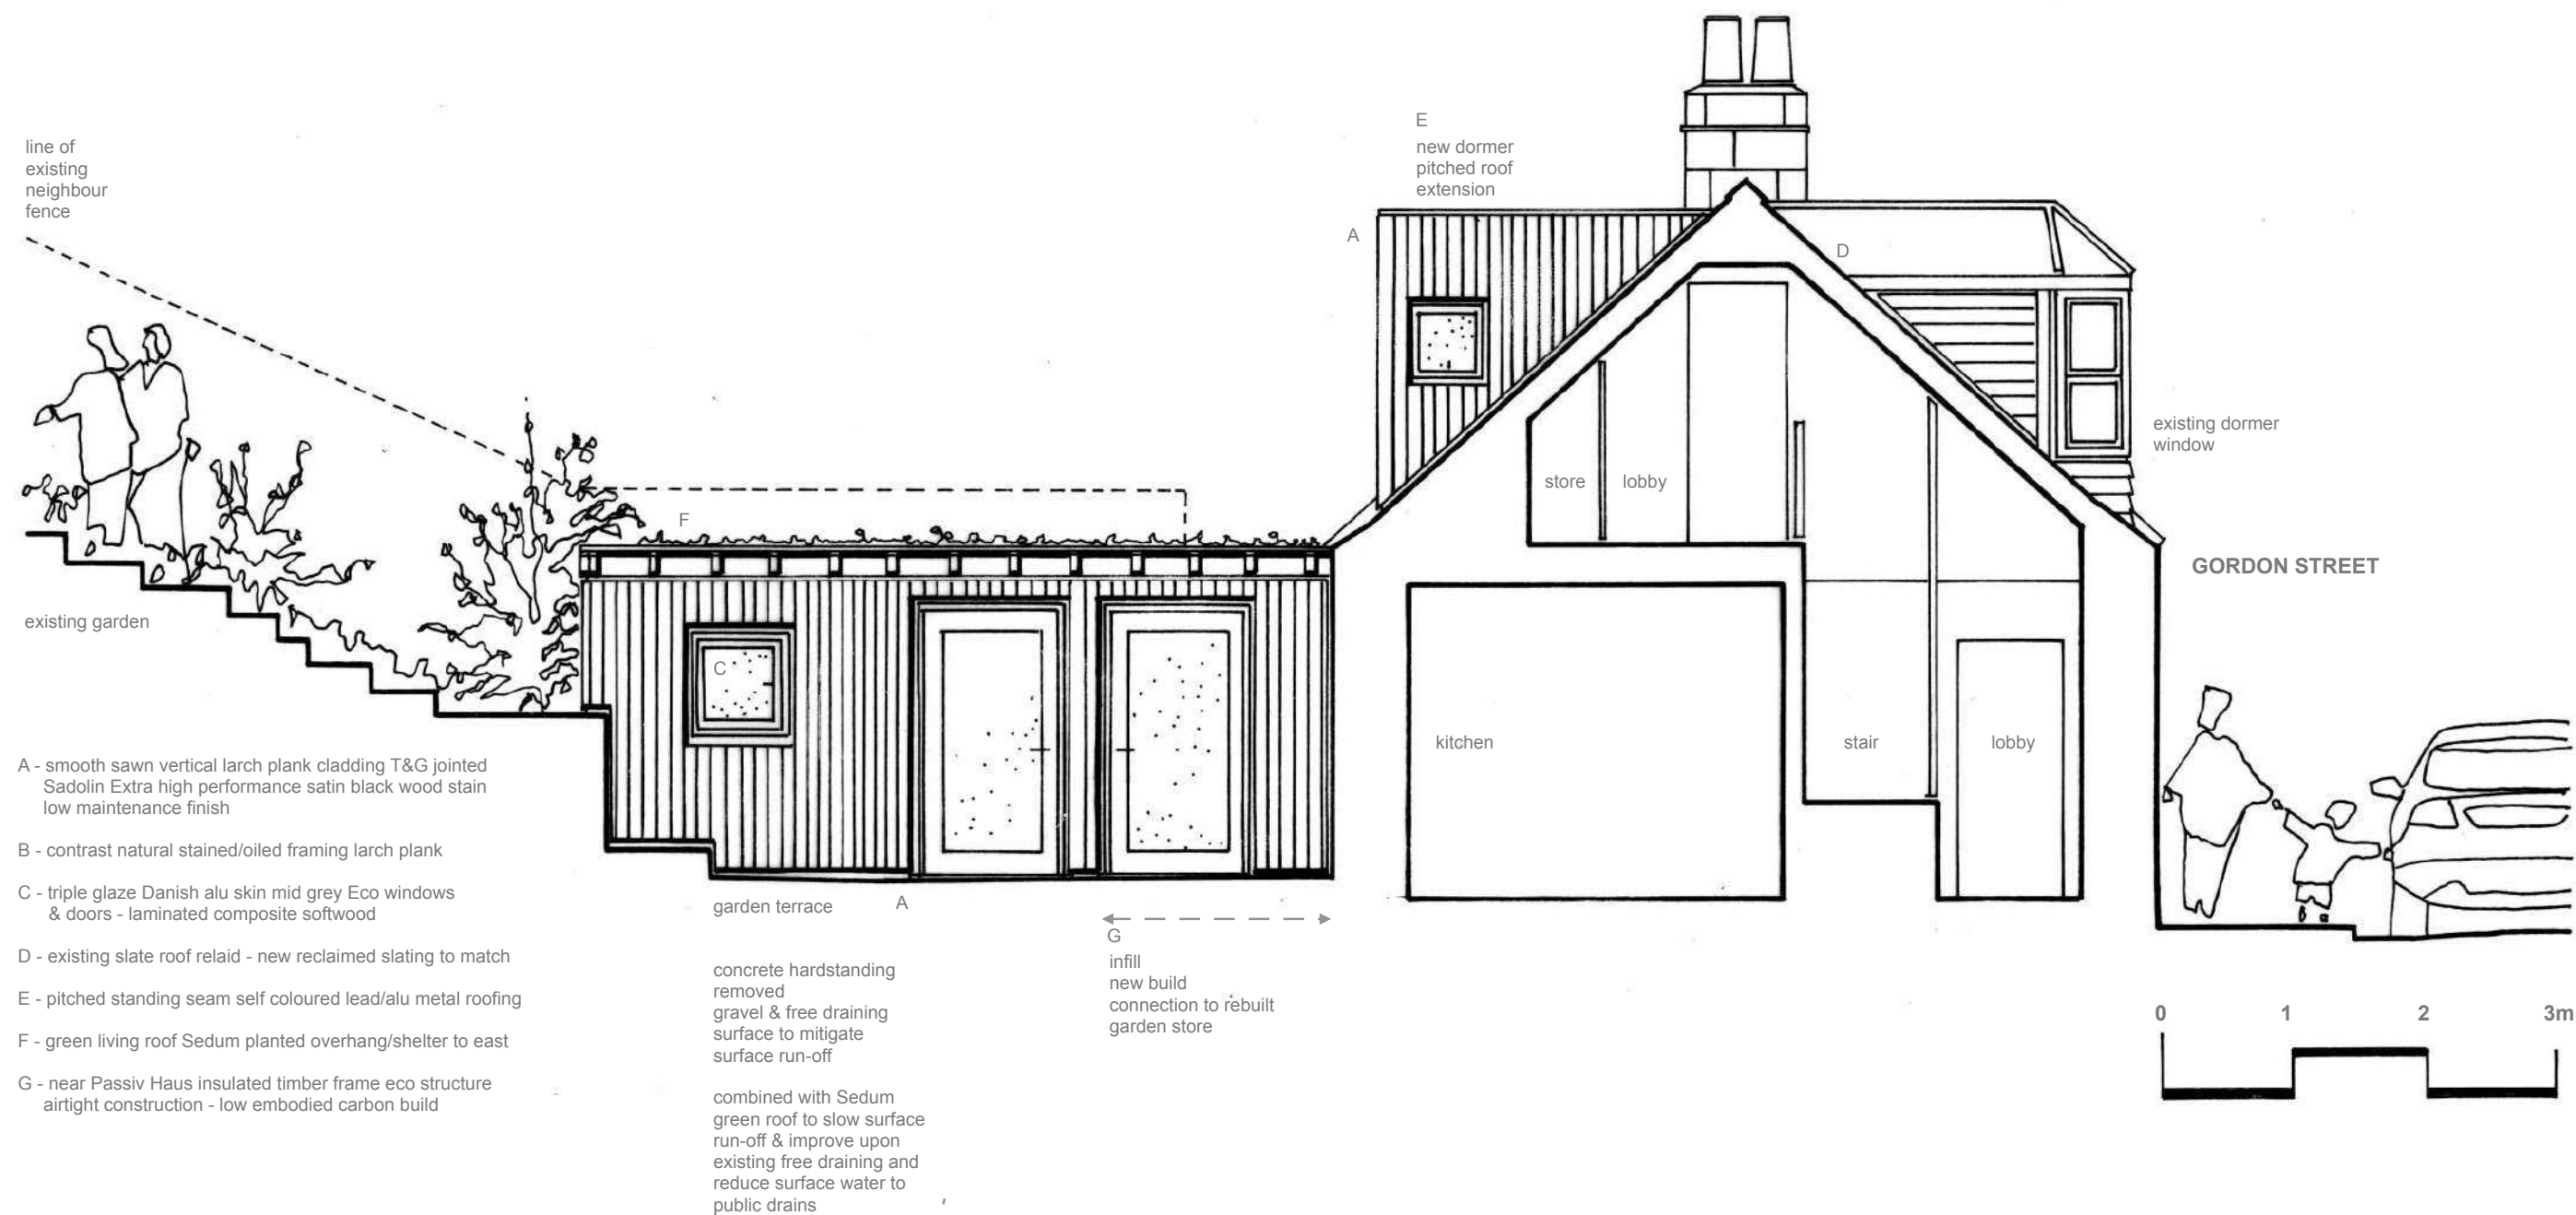 line of
existing
neighbour
fence
E
new dormer
pitched roof
extension
A
D
existing dormer
window
store
lobby
F
GORDON STREET
existing garden
C
kitchen
stair
lobby
A - smooth sawn vertical larch plank cladding T&G jointed
Sadolin Extra high performance satin black wood stain
low maintenance finish
B - contrast natural stained/oiled framing larch plank
C - triple glaze Danish alu skin mid grey Eco windows
& doors - laminated composite softwood
D - existing slate roof relaid - new reclaimed slating to match
E - pitched standing seam self coloured lead/alu metal roofing
F - green living roof Sedum planted overhang/shelter to east
G - near Passiv Haus insulated timber frame eco structure
airtight construction - low embodied carbon build
garden terrace
A
concrete hardstanding
removed
gravel & free draining
surface to mitigate
surface run-off
combined with Sedum
green roof to slow surface
run-off & improve upon
existing free draining and
reduce surface water to
public drains
G
infill
new build
connection to rebuilt
garden store
0 1 2 3m